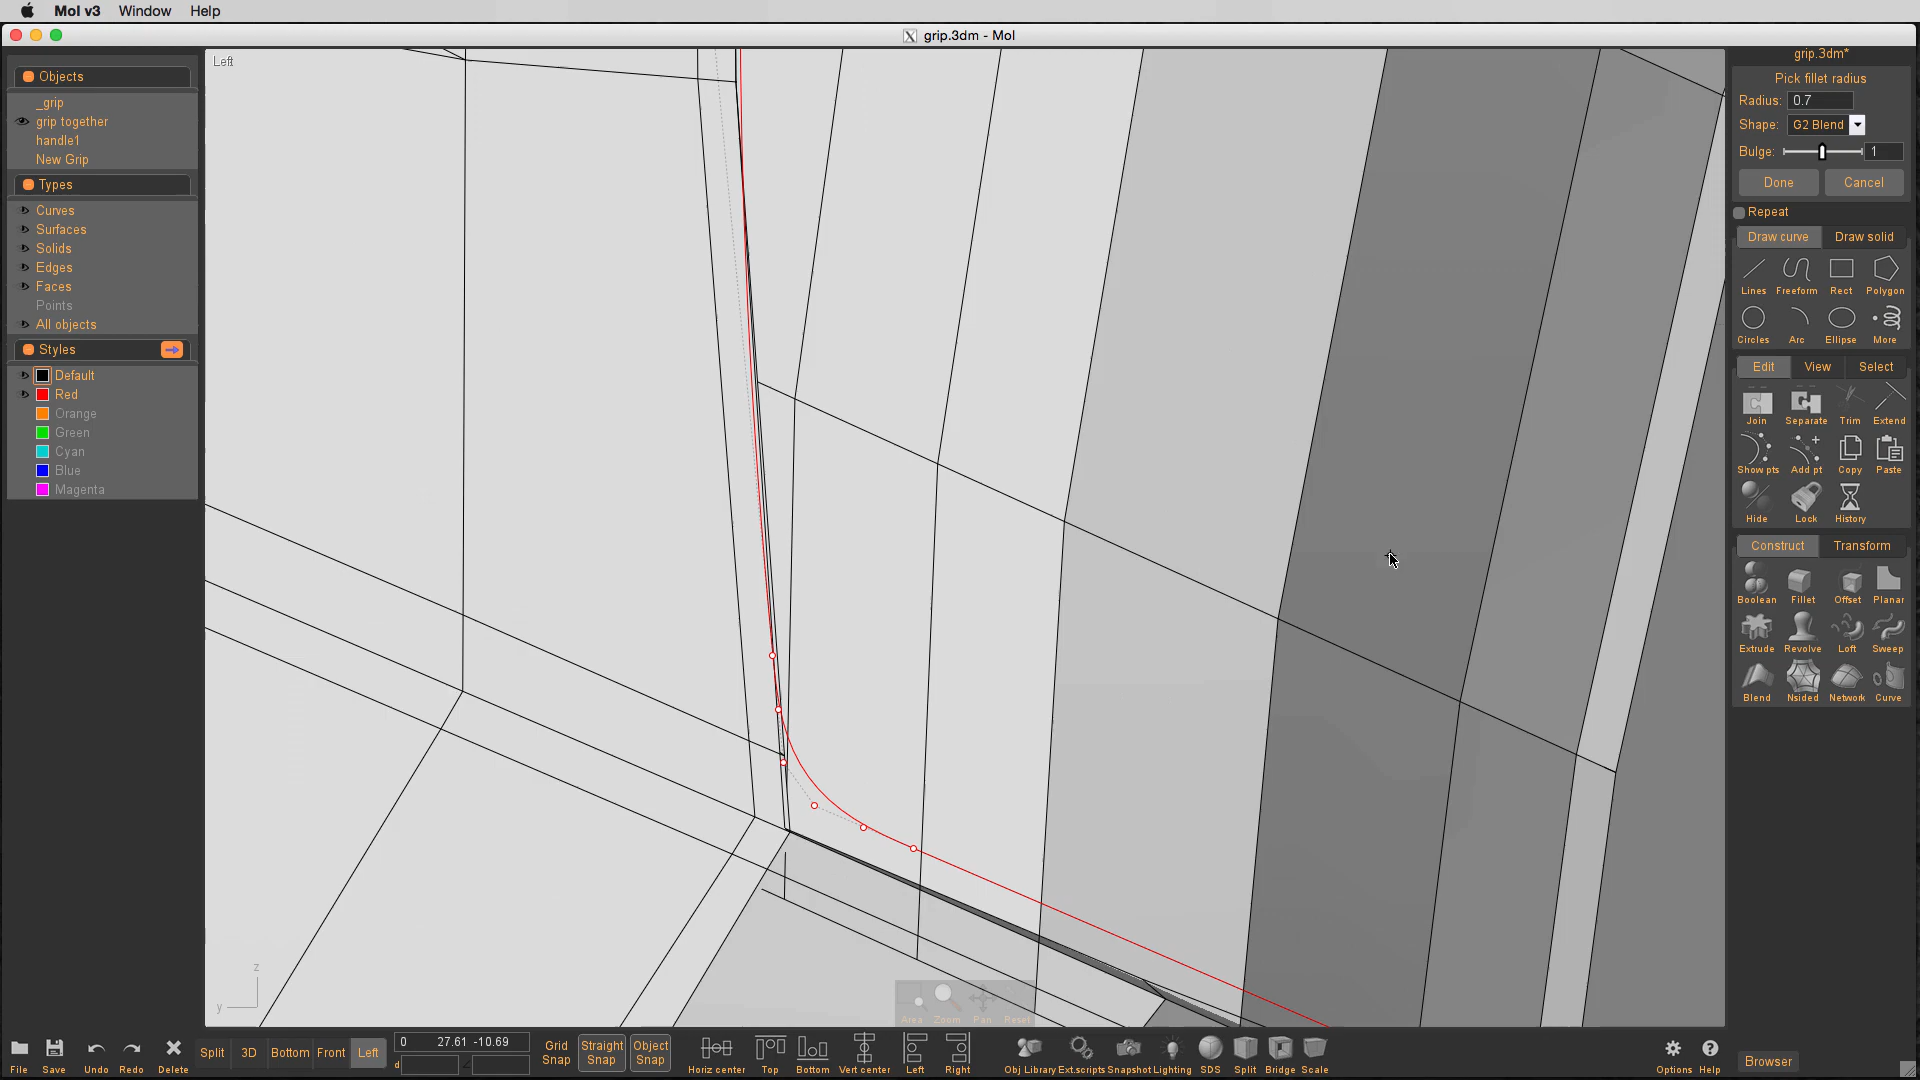 MoI v3 Window Help
grip.3dm - MoI
Left
Objects
_grip
grip together
handle1
New Grip
Types
Curves
Surfaces
Solids
Edges
Faces
Points
All objects
Styles
Default
Red
Orange
Green
Cyan
Blue
Magenta
z
y
Area Zoom Pan Reset
grip.3dm*
Pick fillet radius
Radius: 0.7
Shape: G2 Blend
Bulge: 1
Done Cancel
Repeat
Draw curve Draw solid
Lines Freeform Rect Polygon
Circles Arc Ellipse More
Edit View Select
Join Separate Trim Extend
Show pts Add pt Copy Paste
Hide Lock History
Construct Transform
Boolean Fillet Offset Planar
Extrude Revolve Loft Sweep
Blend Nsided Network Curve
File Save Undo Redo Delete
Split 3D Bottom Front Left
0 27.61 -10.69
d
Grid Snap
Straight Snap
Object Snap
Horiz center Top Bottom Vert center Left Right
Obj Library Ext.scripts Snapshot Lighting SDS Split Bridge Scale
Options Help
Browser